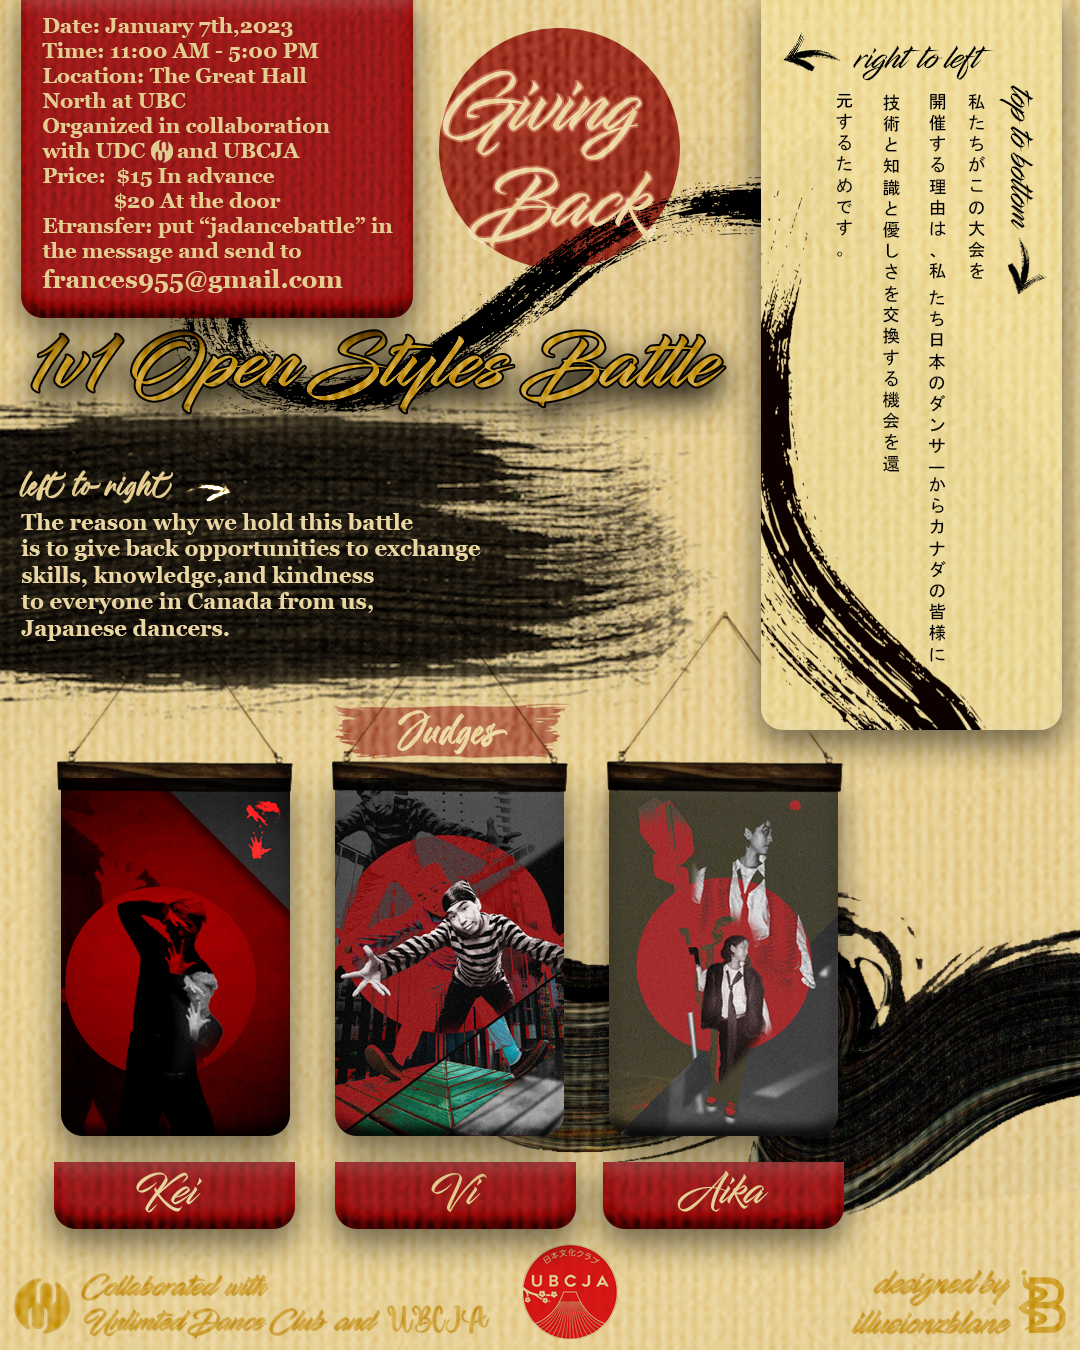 Date: January 7th,2023
Time: 11:00 AM - 5:00 PM
Location: The Great Hall
North at UBC
Organized in collaboration
with UDC and UBCJA
Price: $15 In advance
$20 At the door
Etransfer: put “jadancebattle” in
the message and send to
frances955@gmail.com
Giving
Back
1v1 Open Styles Battle
right to left
top to bottom
私たちがこの大会を
開催する理由は、私たち日本のダンサーからカナダの皆様に
技術と知識と優しさを交換する機会を還
元するためです。
left to right
The reason why we hold this battle
is to give back opportunities to exchange
skills, knowledge,and kindness
to everyone in Canada from us,
Japanese dancers.
Judges
Kei
Vi
Aika
Collaborated with
Unlimted Dance Club and UBCJA
日本文化クラブ
UBCJA
designed by
illusionzblane
B